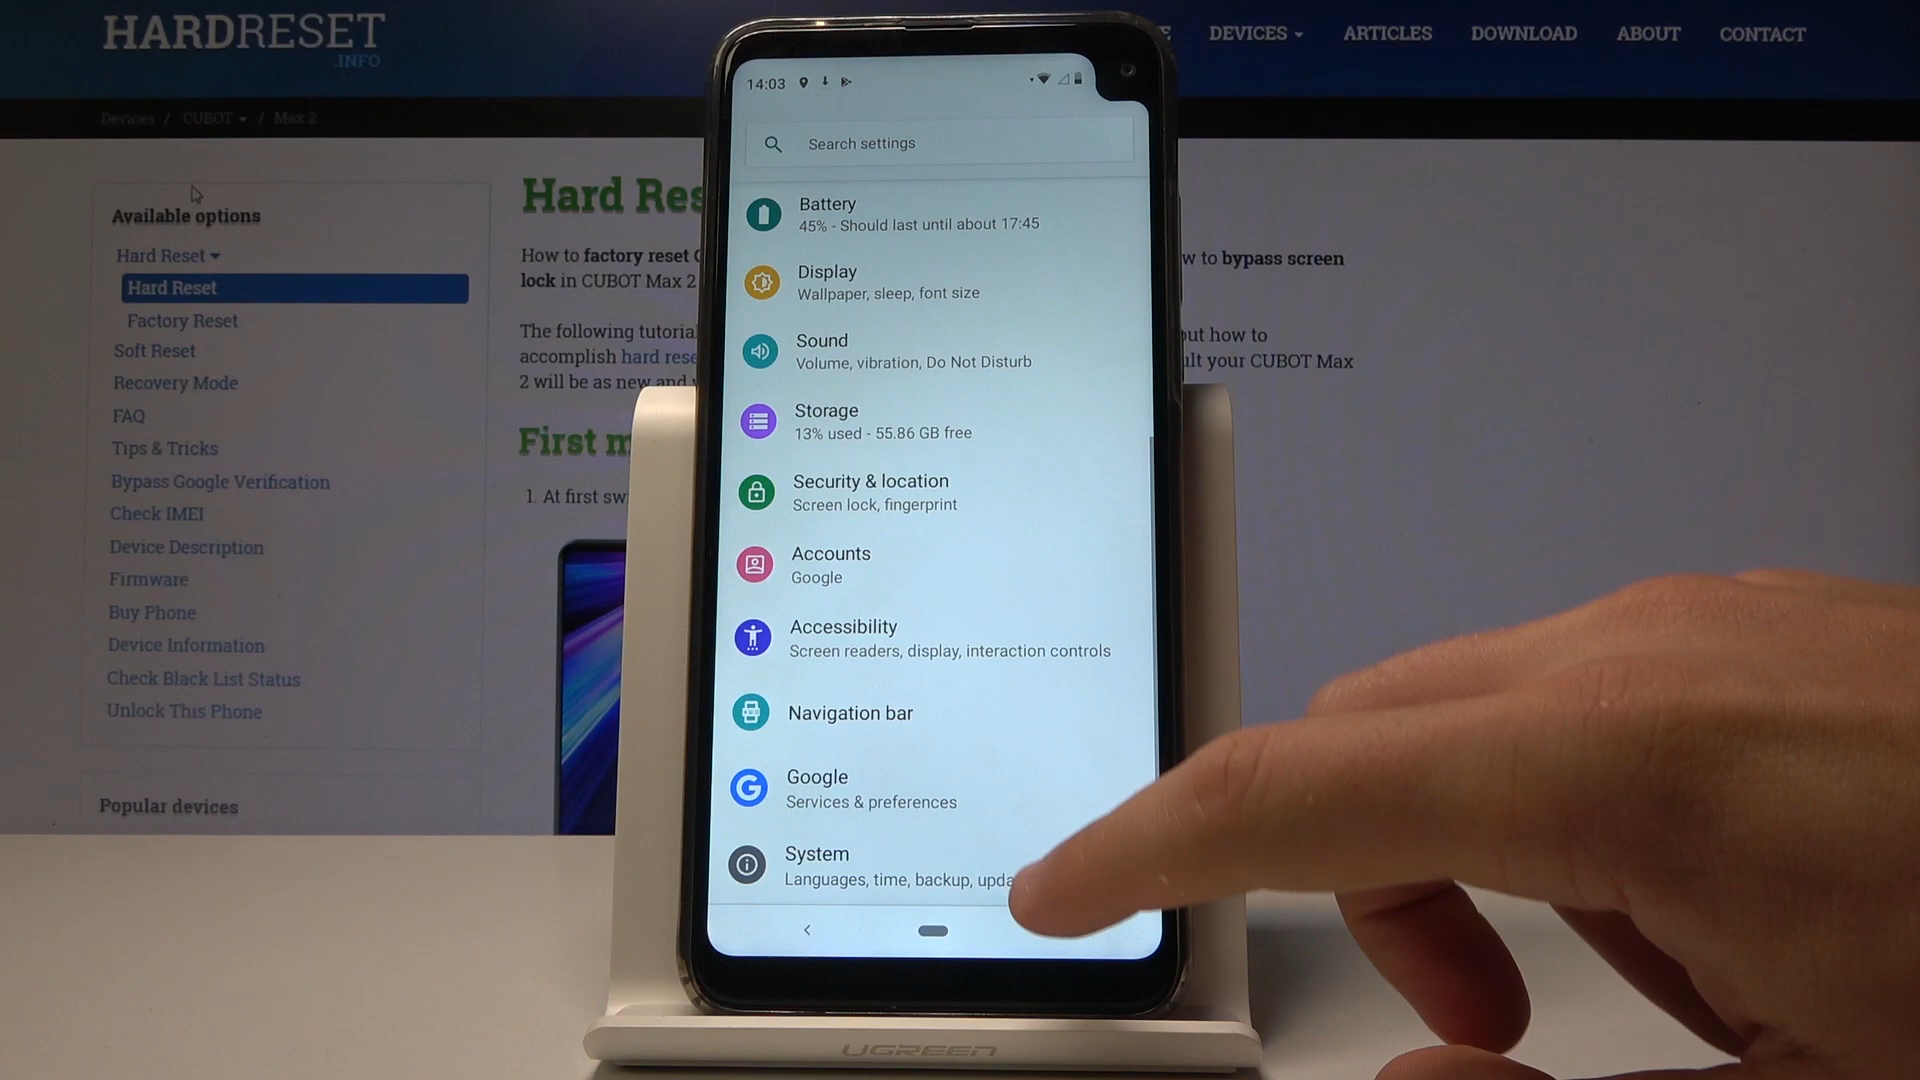 HARDRESET
.INFO
DEVICES
ARTICLES
DOWNLOAD
ABOUT
CONTACT
Devices / CUBOT / Max 2
Available options
Hard Reset
Hard Reset
Factory Reset
Soft Reset
Recovery Mode
FAQ
Tips & Tricks
Bypass Google Verification
Check IMEI
Device Description
Firmware
Buy Phone
Device Information
Check Black List Status
Unlock This Phone
Popular devices
Hard Res
How to factory reset
lock in CUBOT Max 2
The following tutorial
accomplish hard rese
2 will be as new and
First m
1. At first sw
to bypass screen
out how to
your CUBOT Max
14:03
Search settings
Battery
45% - Should last until about 17:45
Display
Wallpaper, sleep, font size
Sound
Volume, vibration, Do Not Disturb
Storage
13% used - 55.86 GB free
Security & location
Screen lock, fingerprint
Accounts
Google
Accessibility
Screen readers, display, interaction controls
Navigation bar
Google
Services & preferences
System
Languages, time, backup, upda
UGREEN